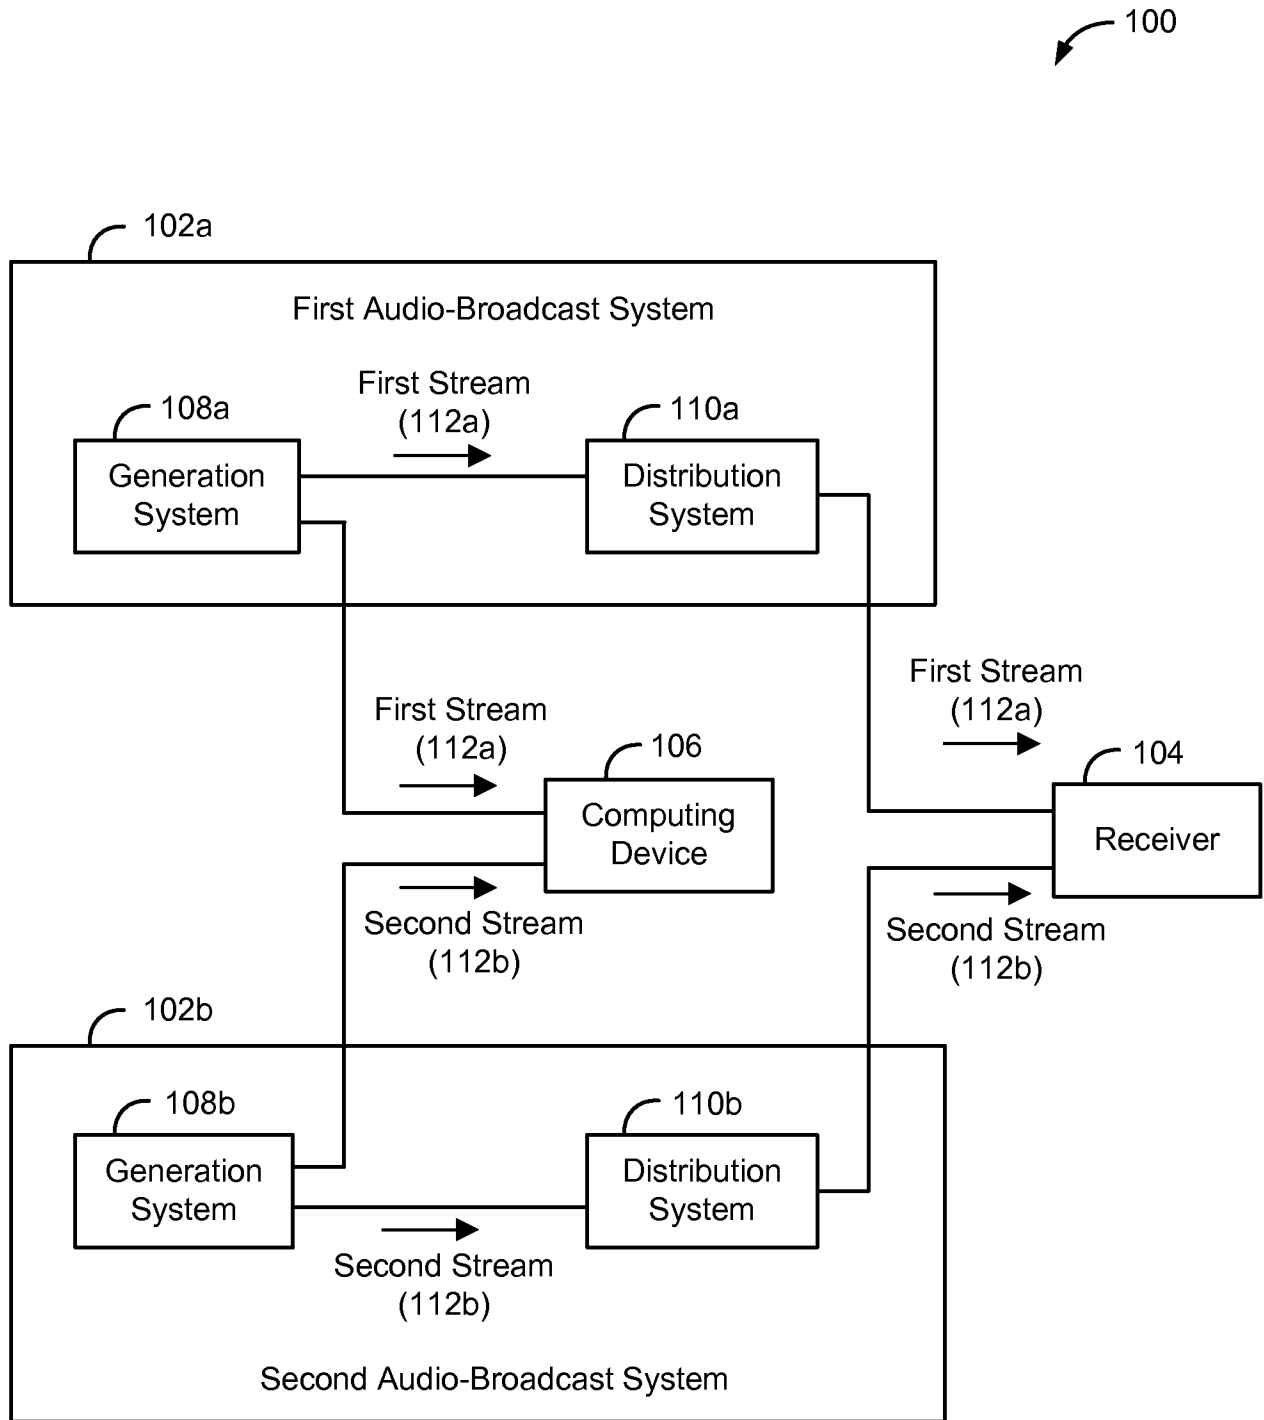 100
102a
First Audio-Broadcast System
First Stream
(112a)
108a
110a
Generation
System
Distribution
System
First Stream
(112a)
First Stream
(112a)
106
104
Computing
Device
Receiver
Second Stream
(112b)
Second Stream
(112b)
102b
108b
110b
Generation
System
Distribution
System
Second Stream
(112b)
Second Audio-Broadcast System